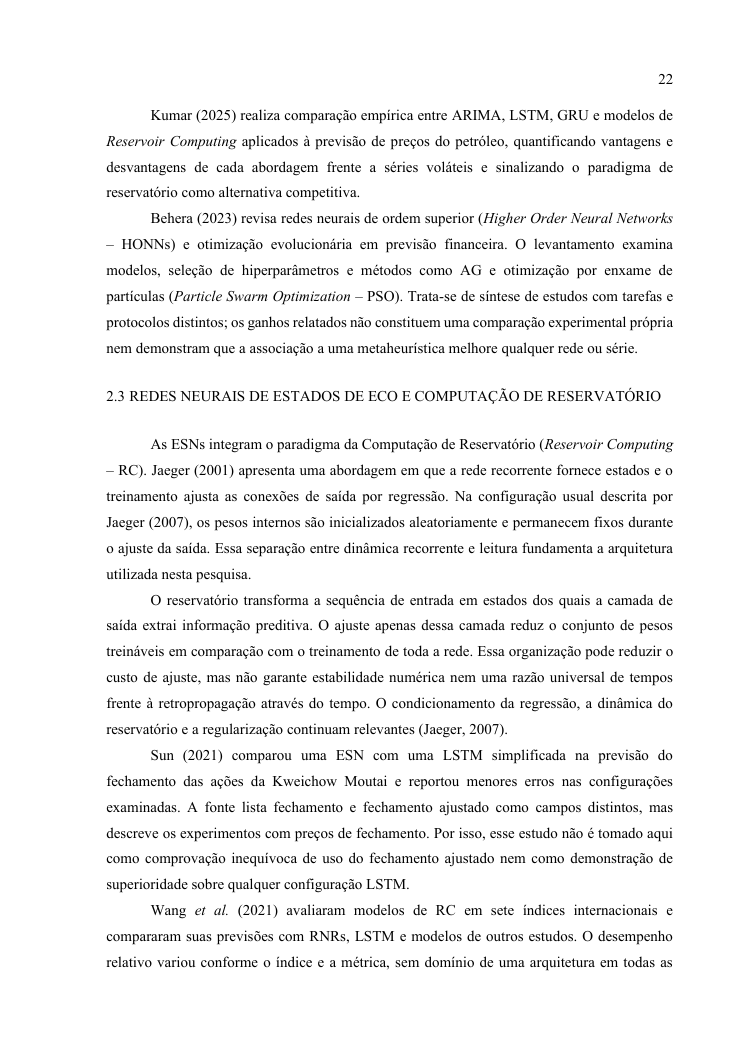 22
Kumar (2025) realiza comparação empírica entre ARIMA, LSTM, GRU e modelos de
Reservoir Computing aplicados à previsão de preços do petróleo, quantificando vantagens e
desvantagens de cada abordagem frente a séries voláteis e sinalizando o paradigma de
reservatório como alternativa competitiva.
Behera (2023) revisa redes neurais de ordem superior (Higher Order Neural Networks
– HONNs) e otimização evolucionária em previsão financeira. O levantamento examina
modelos, seleção de hiperparâmetros e métodos como AG e otimização por enxame de
partículas (Particle Swarm Optimization – PSO). Trata-se de síntese de estudos com tarefas e
protocolos distintos; os ganhos relatados não constituem uma comparação experimental própria
nem demonstram que a associação a uma metaheurística melhore qualquer rede ou série.
2.3 REDES NEURAIS DE ESTADOS DE ECO E COMPUTAÇÃO DE RESERVATÓRIO
As ESNs integram o paradigma da Computação de Reservatório (Reservoir Computing
– RC). Jaeger (2001) apresenta uma abordagem em que a rede recorrente fornece estados e o
treinamento ajusta as conexões de saída por regressão. Na configuração usual descrita por
Jaeger (2007), os pesos internos são inicializados aleatoriamente e permanecem fixos durante
o ajuste da saída. Essa separação entre dinâmica recorrente e leitura fundamenta a arquitetura
utilizada nesta pesquisa.
O reservatório transforma a sequência de entrada em estados dos quais a camada de
saída extrai informação preditiva. O ajuste apenas dessa camada reduz o conjunto de pesos
treináveis em comparação com o treinamento de toda a rede. Essa organização pode reduzir o
custo de ajuste, mas não garante estabilidade numérica nem uma razão universal de tempos
frente à retropropagação através do tempo. O condicionamento da regressão, a dinâmica do
reservatório e a regularização continuam relevantes (Jaeger, 2007).
Sun (2021) comparou uma ESN com uma LSTM simplificada na previsão do
fechamento das ações da Kweichow Moutai e reportou menores erros nas configurações
examinadas. A fonte lista fechamento e fechamento ajustado como campos distintos, mas
descreve os experimentos com preços de fechamento. Por isso, esse estudo não é tomado aqui
como comprovação inequívoca de uso do fechamento ajustado nem como demonstração de
superioridade sobre qualquer configuração LSTM.
Wang et al. (2021) avaliaram modelos de RC em sete índices internacionais e
compararam suas previsões com RNRs, LSTM e modelos de outros estudos. O desempenho
relativo variou conforme o índice e a métrica, sem domínio de uma arquitetura em todas as